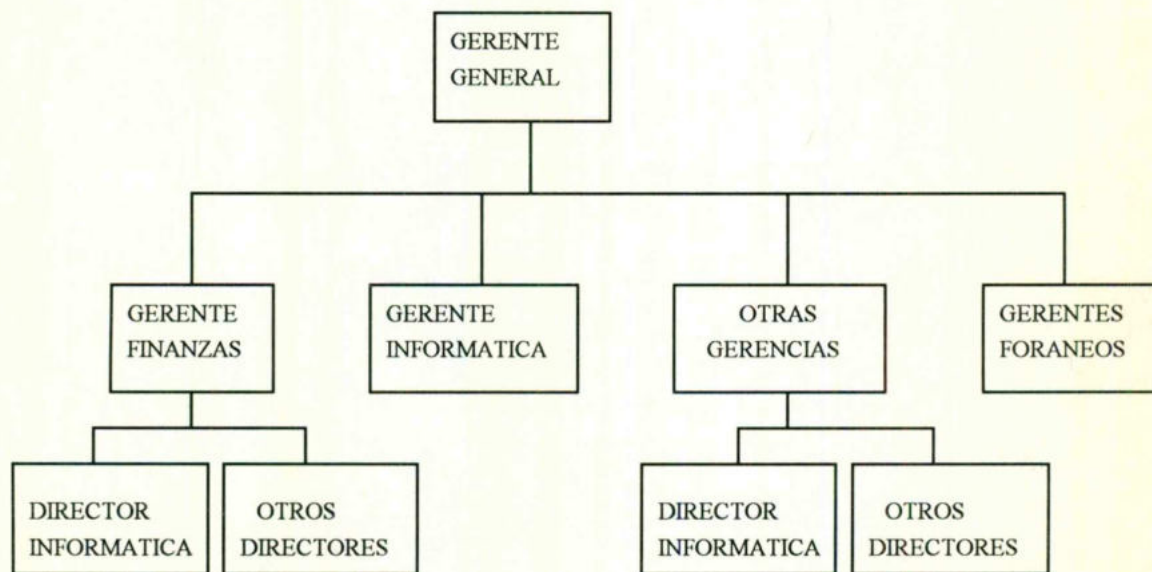 GERENTE
GENERAL
GERENTE
FINANZAS
GERENTE
INFORMATICA
OTRAS
GERENCIAS
GERENTES
FORANEOS
DIRECTOR
INFORMATICA
OTROS
DIRECTORES
DIRECTOR
INFORMATICA
OTROS
DIRECTORES